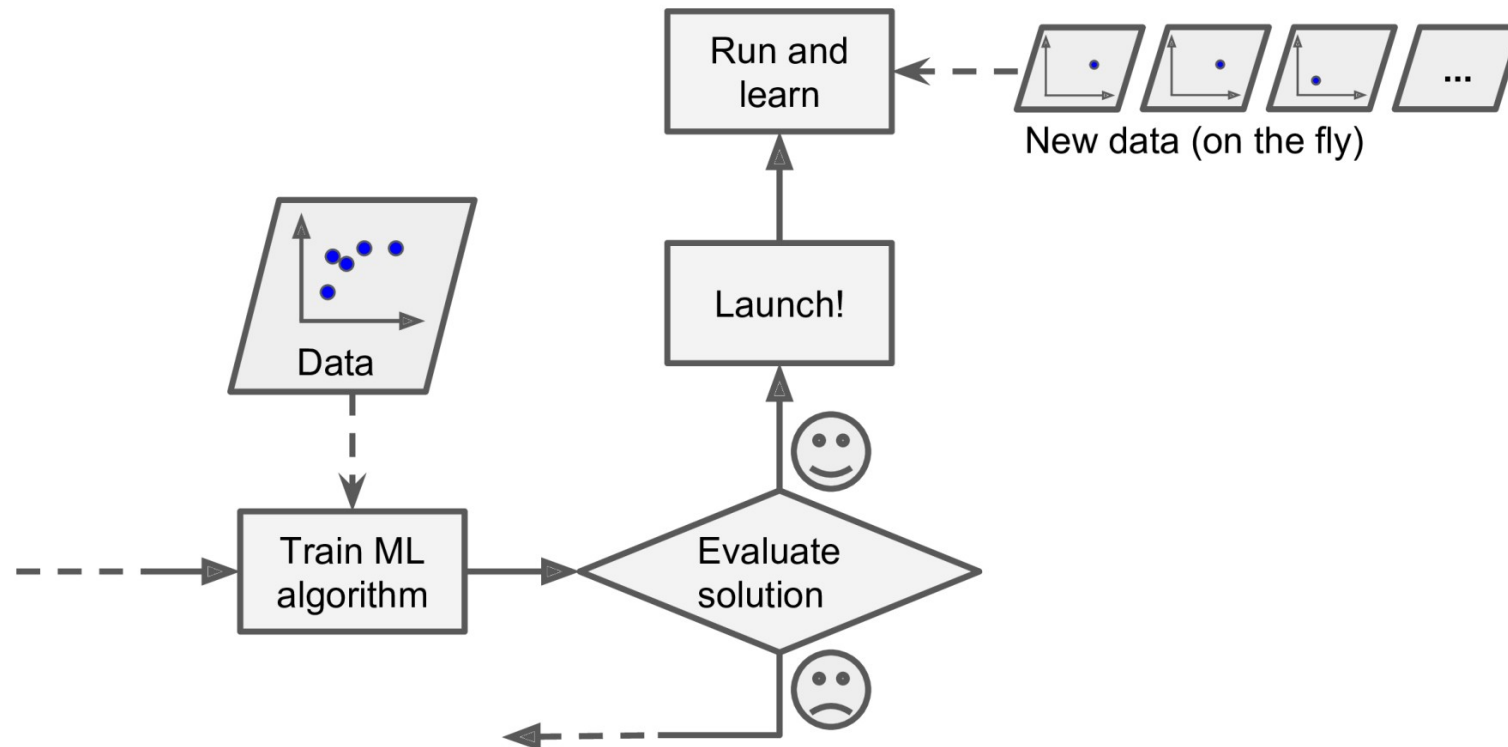 Run and
learn
...
New data (on the fly)
Launch!
Data
Train ML
algorithm
Evaluate
solution